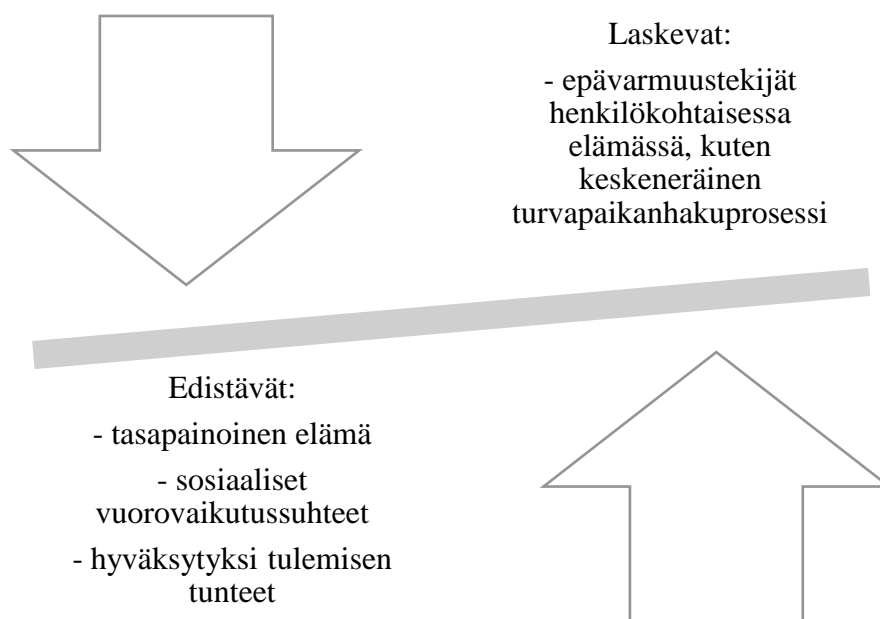 Laskevat:
- epävarmuustekijät
henkilökohtaisessa
elämässä, kuten
keskeneräinen
turvapaikanhakuprosessi
Edistävät:
- tasapainoinen elämä
- sosiaaliset
vuorovaikutussuhteet
- hyväksytyksi tulemisen
tunteet